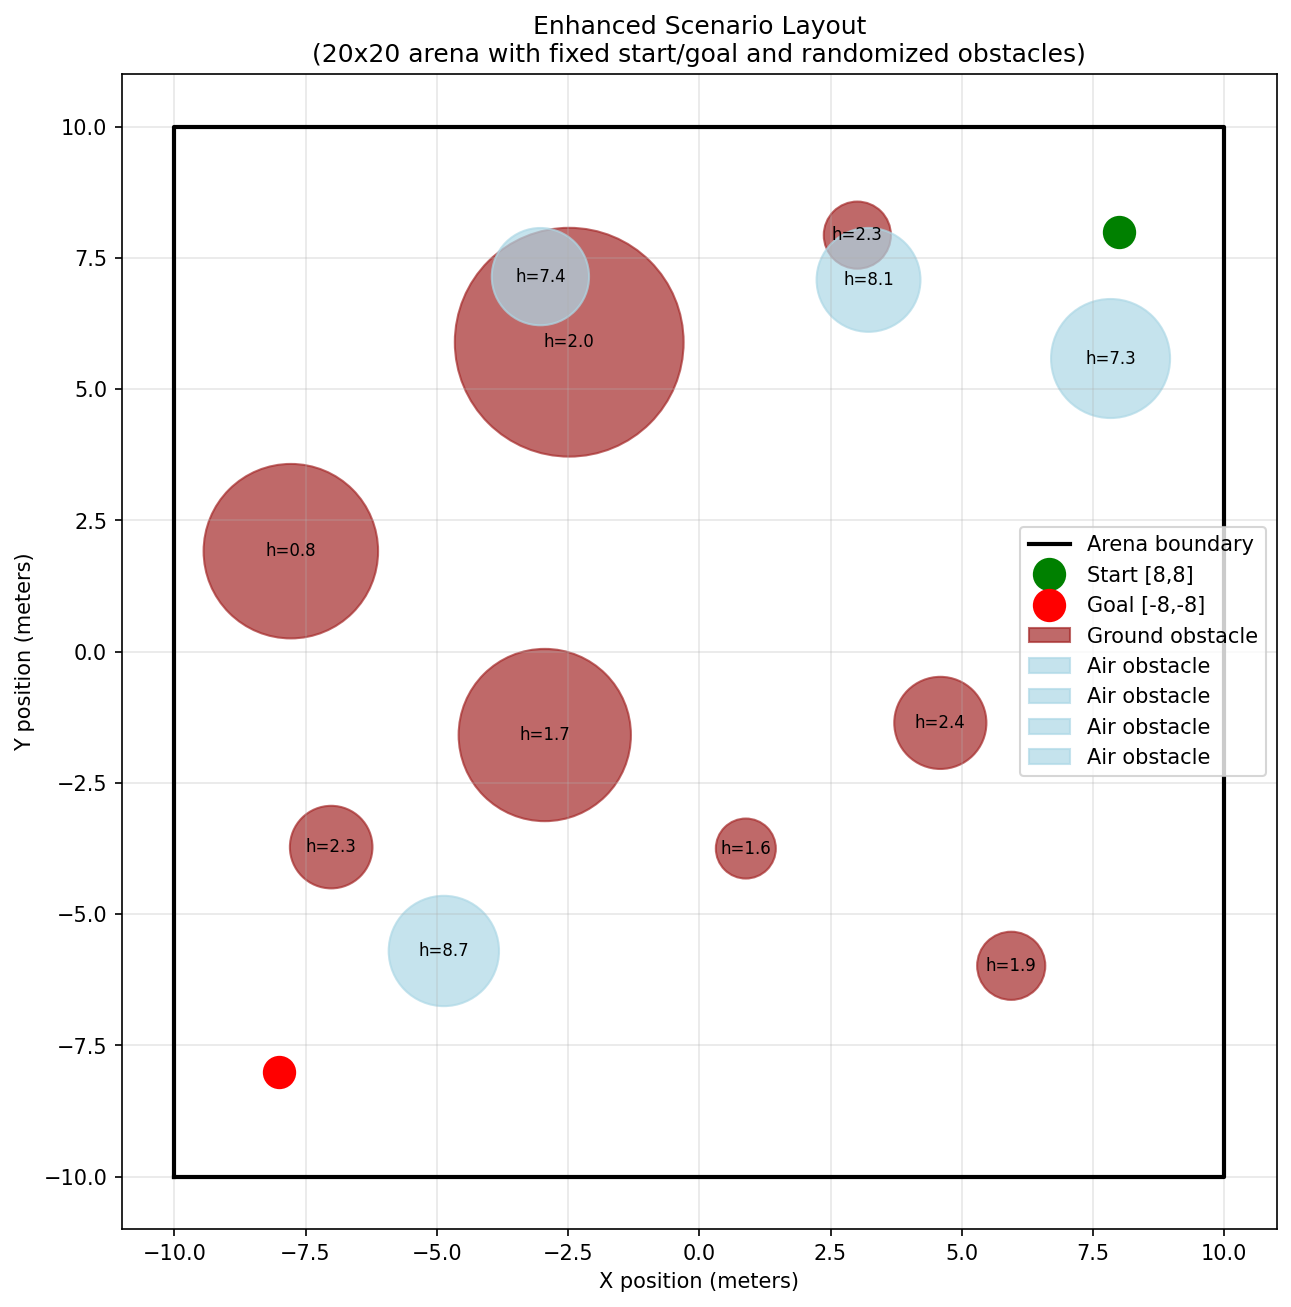 Enhanced Scenario Layout
(20x20 arena with fixed start/goal and randomized obstacles)
Y position (meters)
10.0
7.5
5.0
2.5
0.0
−2.5
−5.0
−7.5
−10.0
h=2.3
h=7.4
h=8.1
h=2.0
h=7.3
h=0.8
h=1.7
h=2.4
h=2.3
h=1.6
h=8.7
h=1.9
Arena boundary
Start [8,8]
Goal [-8,-8]
Ground obstacle
Air obstacle
Air obstacle
Air obstacle
Air obstacle
−10.0 −7.5 −5.0 −2.5 0.0 2.5 5.0 7.5 10.0
X position (meters)